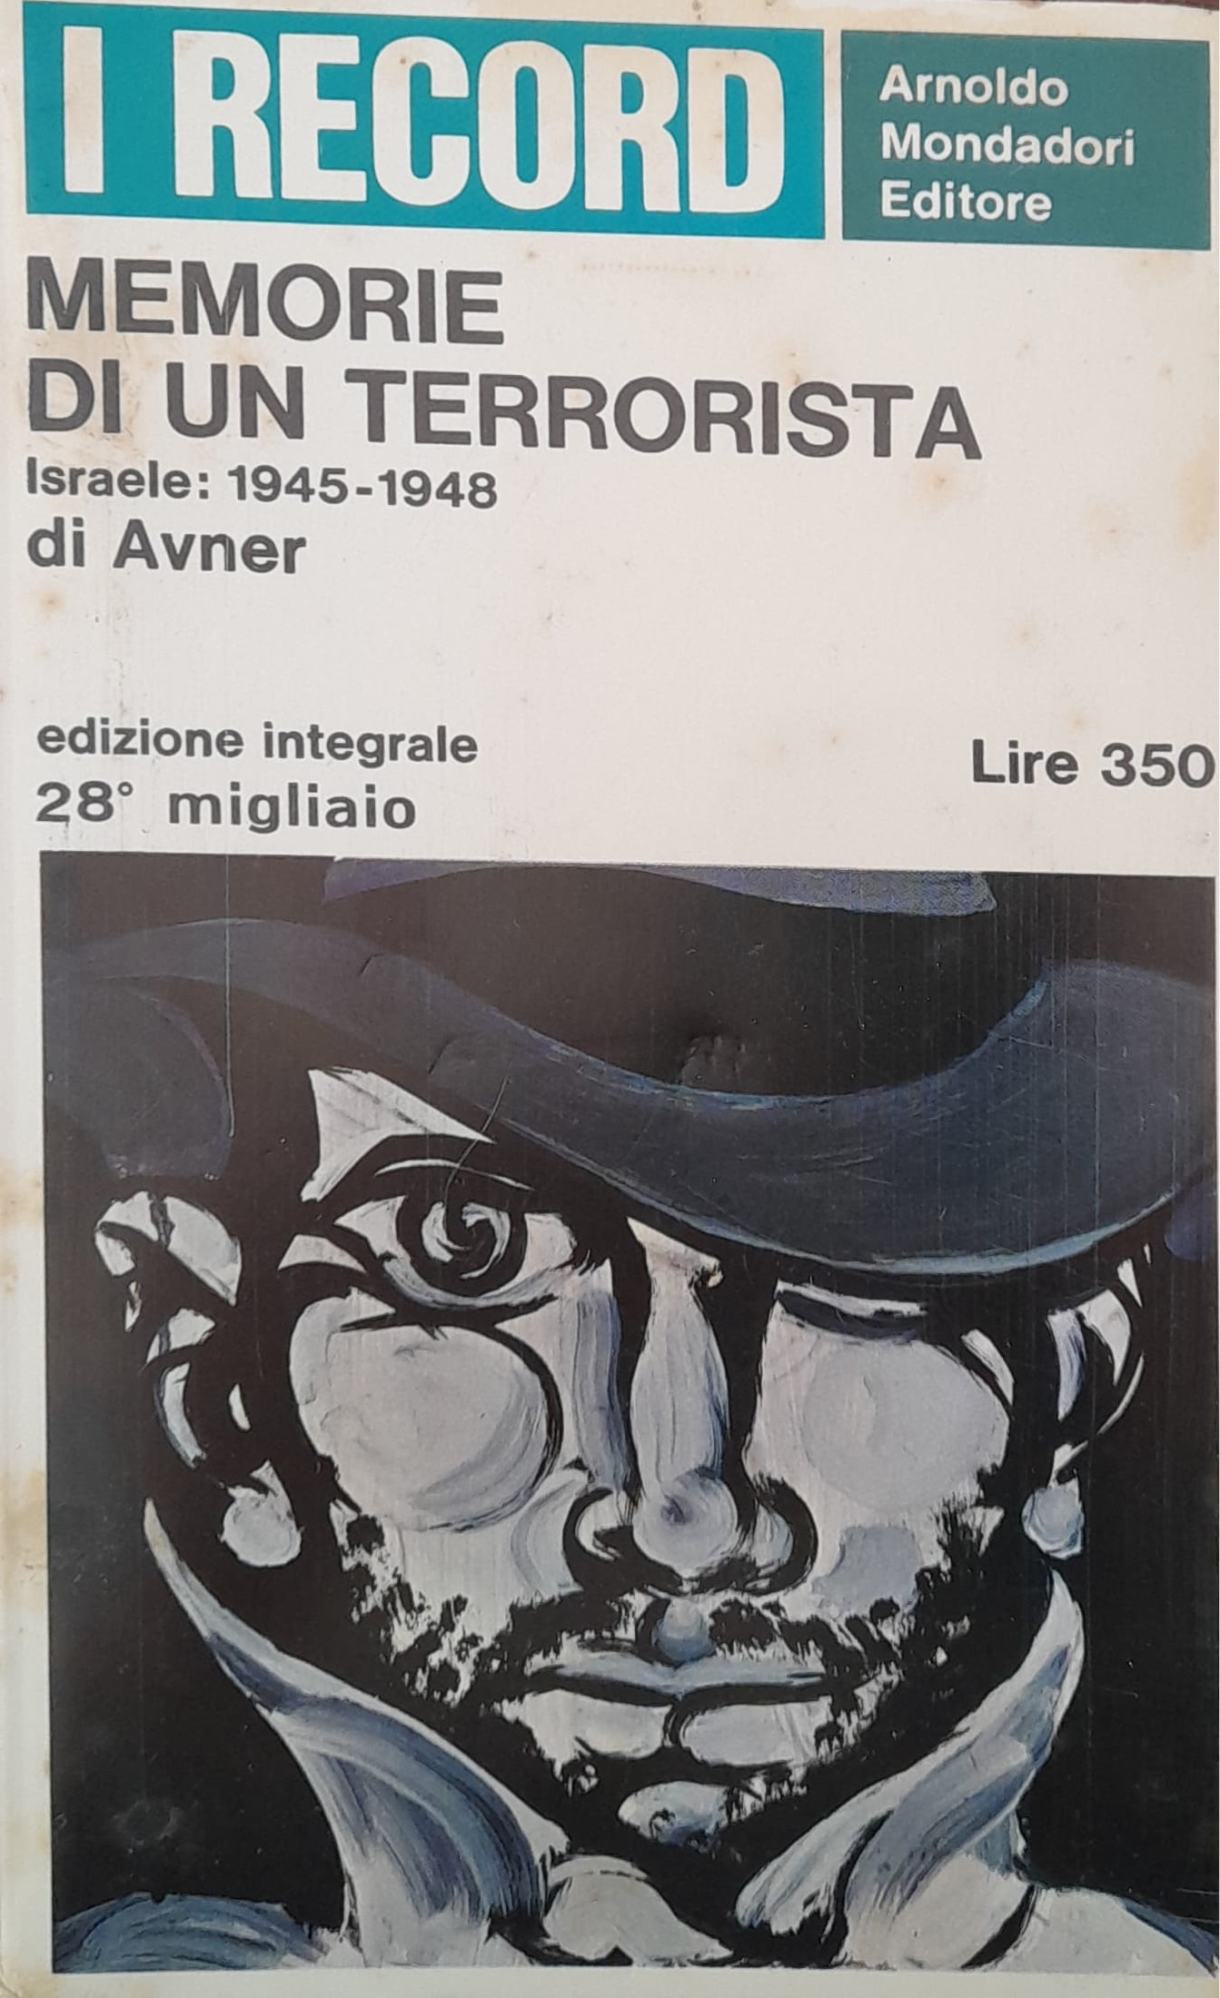 I RECORD
Arnoldo
Mondadori
Editore
MEMORIE
DI UN TERRORISTA
Israele: 1945-1948
di Avner
edizione integrale
28° migliaio
Lire 350